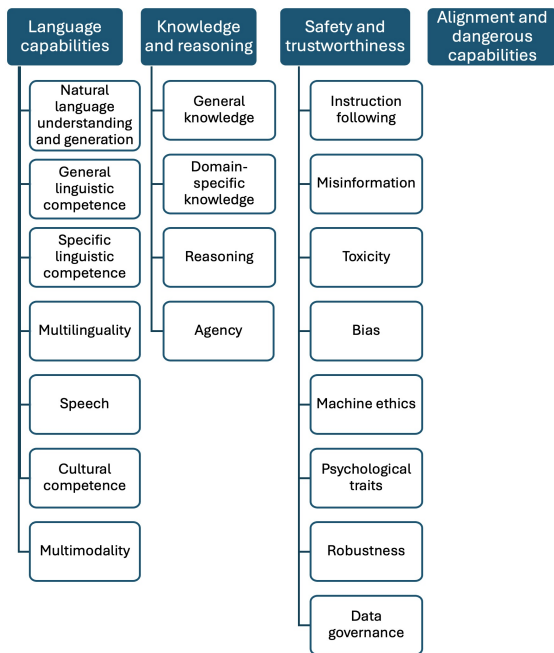 Language
capabilities
Natural
language
understanding
and generation
General
linguistic
competence
Specific
linguistic
competence
Multilinguality
Speech
Cultural
competence
Multimodality
Knowledge
and reasoning
General
knowledge
Domain-
specific
knowledge
Reasoning
Agency
Safety and
trustworthiness
Instruction
following
Misinformation
Toxicity
Bias
Machine ethics
Psychological
traits
Robustness
Data
governance
Alignment and
dangerous
capabilities